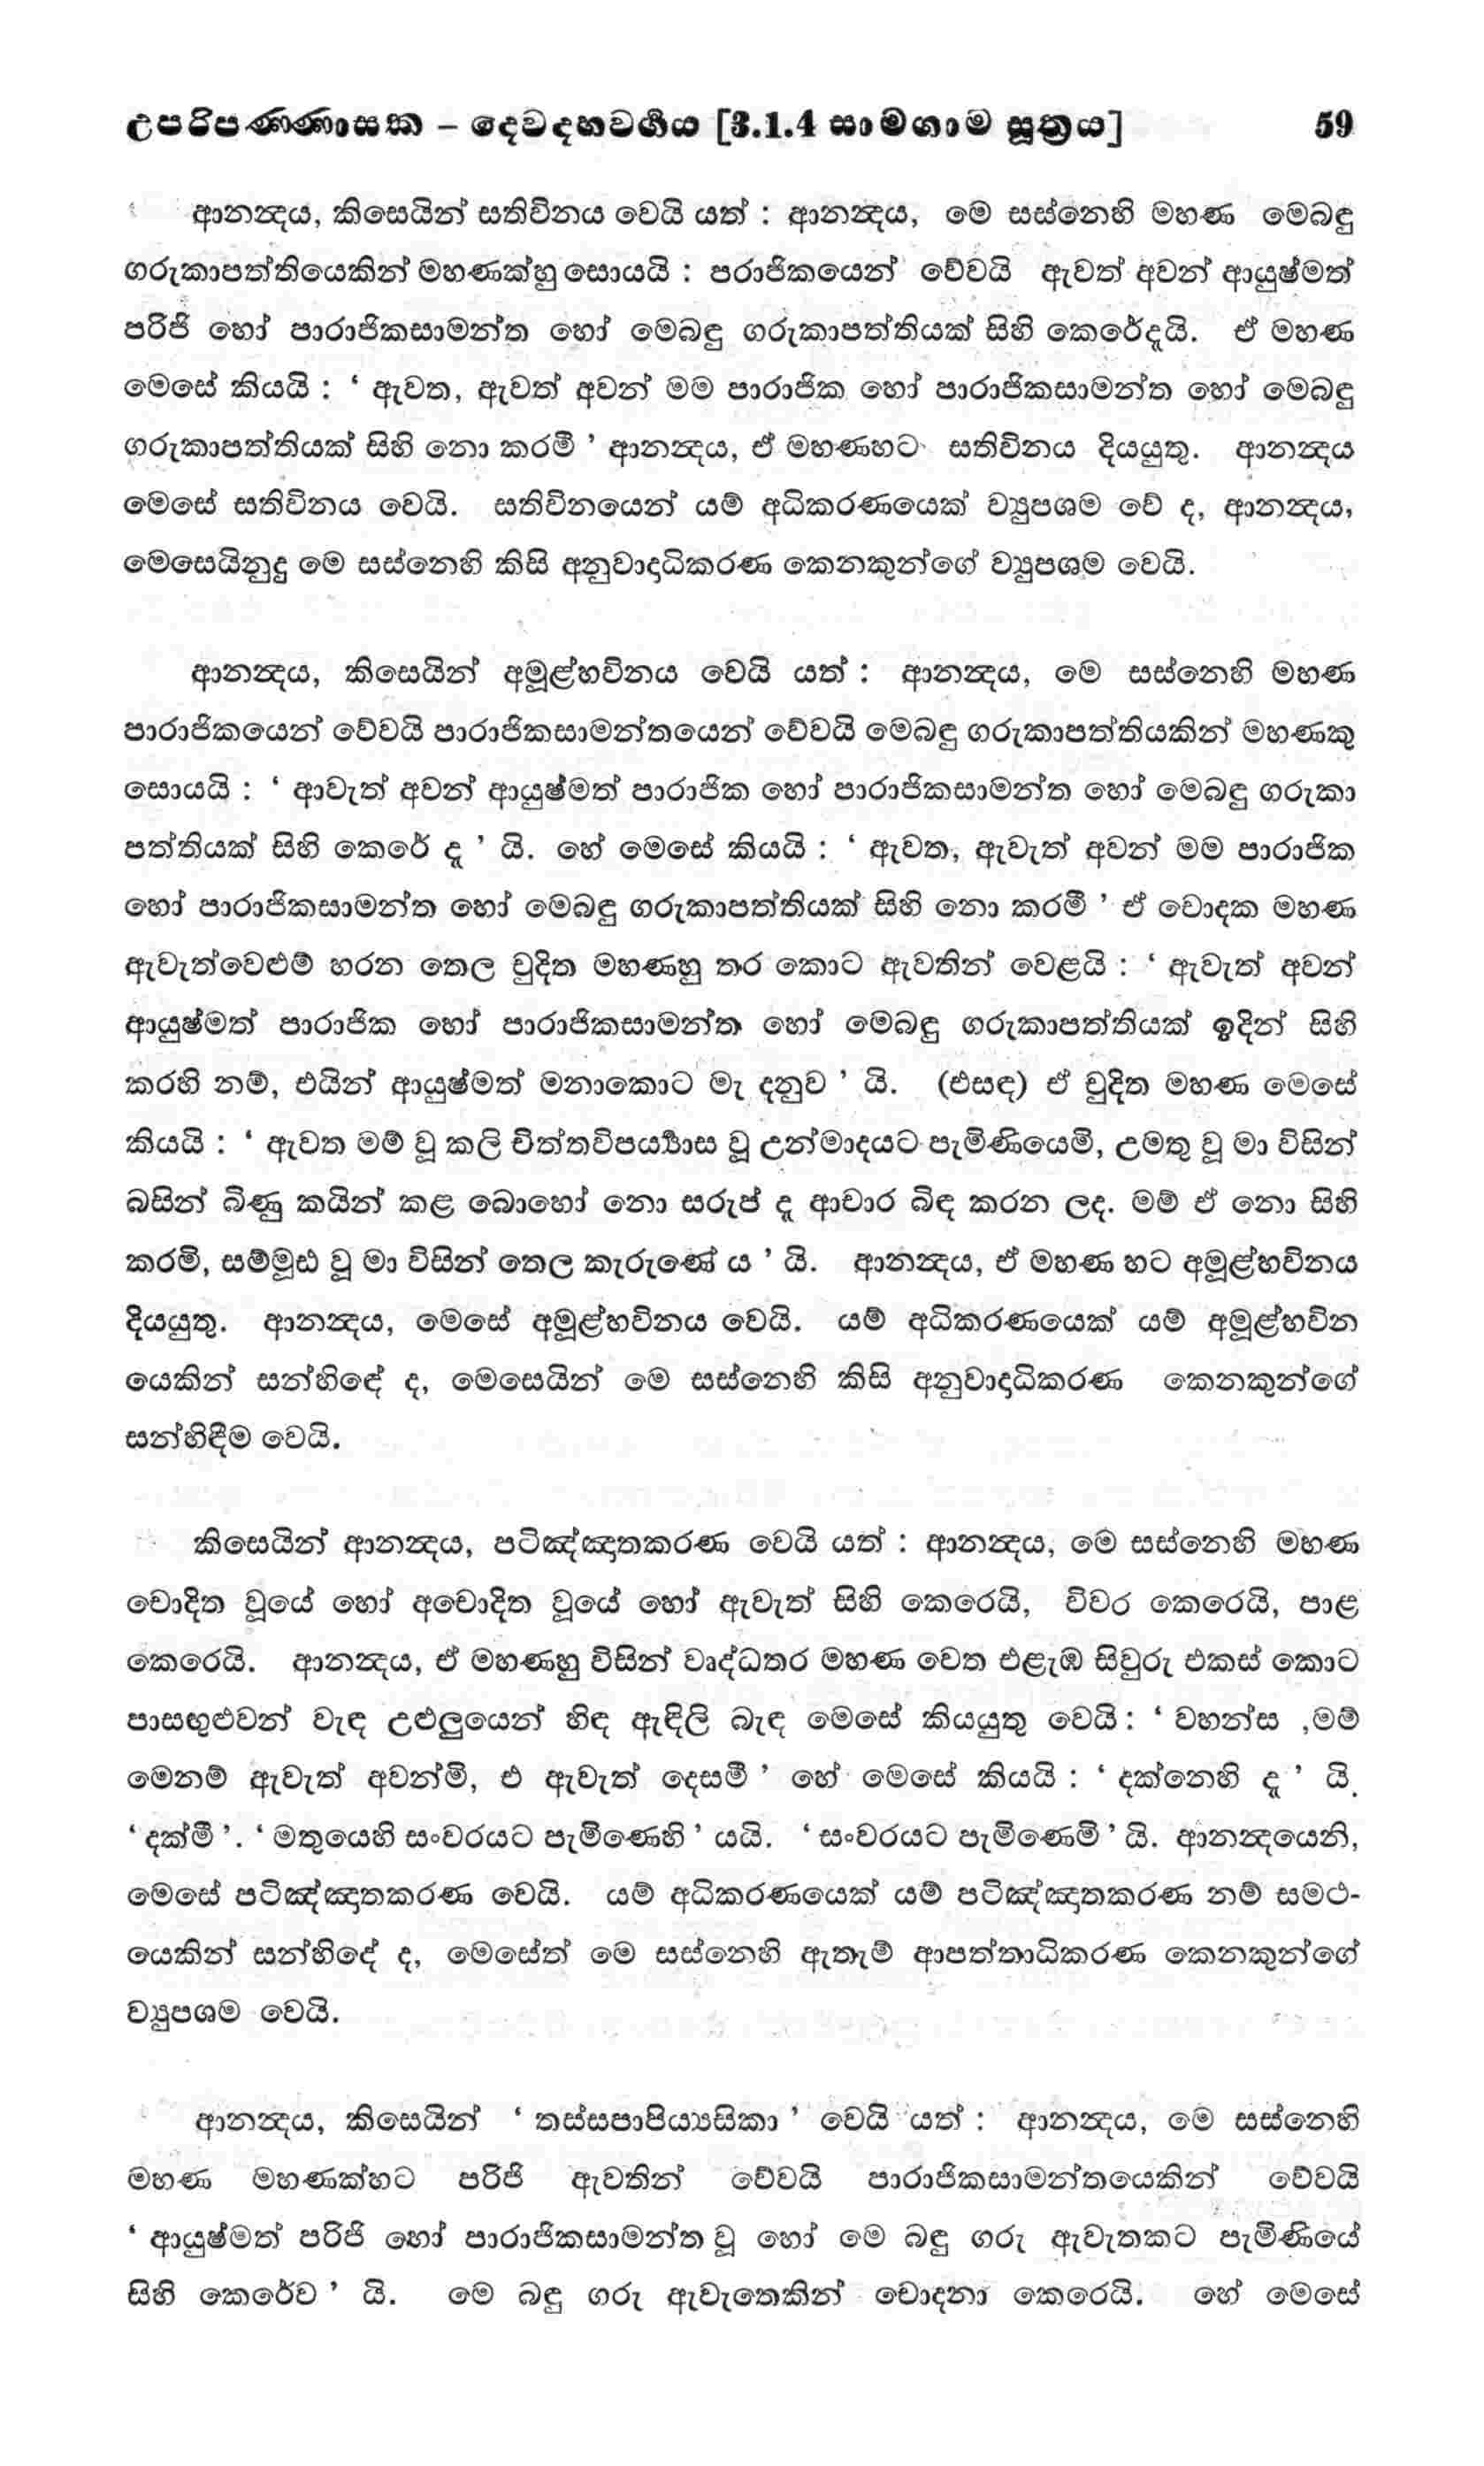 උපරිපණ්ණාසක – දෙවදහවර්‍ගය [3.1.4 සාමගාම සූත්‍රය] 59
ආනන්‍දය, කිසෙයින් සතිවිනය වෙයි යත් : ආනන්‍දය, මෙ සස්නෙහි මහණ මෙබඳු
ගරුකාපත්තියෙකින් මහණක්හු සොයයි : පරාජිකයෙන් වේවයි ඇවත් අවන් ආයුෂ්මත්
පරිජි හෝ පාරාජිකසාමන්ත හෝ මෙබඳු ගරුකාපත්තියක් සිහි කෙරේදැයි. ඒ මහණ
මෙසේ කියයි : ‘ ඇවත, ඇවත් අවන් මම පාරාජික හෝ පාරාජිකසාමන්ත හෝ මෙබඳු
ගරුකාපත්තියක් සිහි නො කරමී ’ ආනන්‍දය, ඒ මහණහට සතිවිනය දියයුතු. ආනන්‍දය
මෙසේ සතිවිනය වෙයි. සතිවිනයෙන් යම් අධිකරණයෙක් ව්‍යුපශම වේ ද, ආනන්‍දය,
මෙසෙයිනුදු මෙ සස්නෙහි කිසි අනුවාදාධිකරණ කෙනකුන්ගේ ව්‍යුපශම වෙයි.
ආනන්‍දය, කිසෙයින් අමූළ්හවිනය වෙයි යත් : ආනන්‍දය, මෙ සස්නෙහි මහණ
පාරාජිකයෙන් වේවයි පාරාජිකසාමන්තයෙන් වේවයි මෙබඳු ගරුකාපත්තියකින් මහණකු
සොයයි : ‘ ආවැත් අවන් ආයුෂ්මත් පාරාජික හෝ පාරාජිකසාමන්ත හෝ මෙබඳු ගරුකා
පත්තියක් සිහි කෙරේ දැ ’ යි. හේ මෙසේ කියයි : ‘ ඇවත, ඇවැත් අවන් මම පාරාජික
හෝ පාරාජිකසාමන්ත හෝ මෙබඳු ගරුකාපත්තියක් සිහි නො කරමී ’ ඒ චොදක මහණ
ඇවැත්වෙළුම් හරන තෙල චුදිත මහණහු තර කොට ඇවතින් වෙළයි : ‘ ඇවැත් අවන්
ආයුෂ්මත් පාරාජික හෝ පාරාජිකසාමන්ත හෝ මෙබඳු ගරුකාපත්තියක් ඉදින් සිහි
කරහි නම්, එයින් ආයුෂ්මත් මනාකොට මැ දනුව ’ යි. (එසඳ) ඒ චුදිත මහණ මෙසේ
කියයි : ‘ ඇවත මම් වූ කලි චිත්තවිපර්‍ය්‍යාස වූ උන්මාදයට පැමිණියෙමි, උමතු වූ මා විසින්
බසින් බිණු කයින් කළ බොහෝ නො සරුප් දෑ ආචාර බිඳ කරන ලද. මම් ඒ නො සිහි
කරමි, සම්මූඪ වූ මා විසින් තෙල කැරුණේ ය ’ යි. ආනන්‍දය, ඒ මහණ හට අමූළ්හවිනය
දියයුතු. ආනන්‍දය, මෙසේ අමූළ්හවිනය වෙයි. යම් අධිකරණයෙක් යම් අමූළ්හවින
යෙකින් සන්හිඳේ ද, මෙසෙයින් මෙ සස්නෙහි කිසි අනුවාදාධිකරණ කෙනකුන්ගේ
සන්හිඳීම වෙයි.
කිසෙයින් ආනන්‍දය, පටිඤ්ඤාතකරණ වෙයි යත් : ආනන්‍දය, මෙ සස්නෙහි මහණ
චොදිත වූයේ හෝ අචොදිත වූයේ හෝ ඇවැත් සිහි කෙරෙයි, විවර කෙරෙයි, පාළ
කෙරෙයි. ආනන්‍දය, ඒ මහණහු විසින් වෘද්ධතර මහණ වෙත එළැඹ සිවුරු එකස් කොට
පාසඟුළුවන් වැඳ උළුලුයෙන් හිඳ ඇඳිලි බැඳ මෙසේ කියයුතු වෙයි : ‘ වහන්ස ,මම්
මෙනම් ඇවැත් අවන්මි, එ ඇවැත් දෙසමී ’ හේ මෙසේ කියයි : ‘ දක්නෙහි දැ ’ යි.
‘ දක්මී ’. ‘ මතුයෙහි සංවරයට පැමිණෙහි ’ යයි. ‘ සංවරයට පැමිණෙමි ’ යි. ආනන්‍දයෙනි,
මෙසේ පටිඤ්ඤාතකරණ වෙයි. යම් අධිකරණයෙක් යම් පටිඤ්ඤාතකරණ නම් සමථ-
යෙකින් සන්හිඳේ ද, මෙසේත් මෙ සස්නෙහි ඇතැම් ආපත්තාධිකරණ කෙනකුන්ගේ
ව්‍යුපශම වෙයි.
ආනන්‍දය, කිසෙයින් ‘ තස්සපාපිය්‍යසිකා ’ වෙයි යත් : ආනන්‍දය, මෙ සස්නෙහි
මහණ මහණක්හට පරිජි ඇවතින් වේවයි පාරාජිකසාමන්තයෙකින් වේවයි
‘ ආයුෂ්මත් පරිජි හෝ පාරාජිකසාමන්ත වූ හෝ මෙ බඳු ගරු ඇවැතකට පැමිණියේ
සිහි කෙරේව ’ යි. මෙ බඳු ගරු ඇවැතෙකින් චොදනා කෙරෙයි. හේ මෙසේ